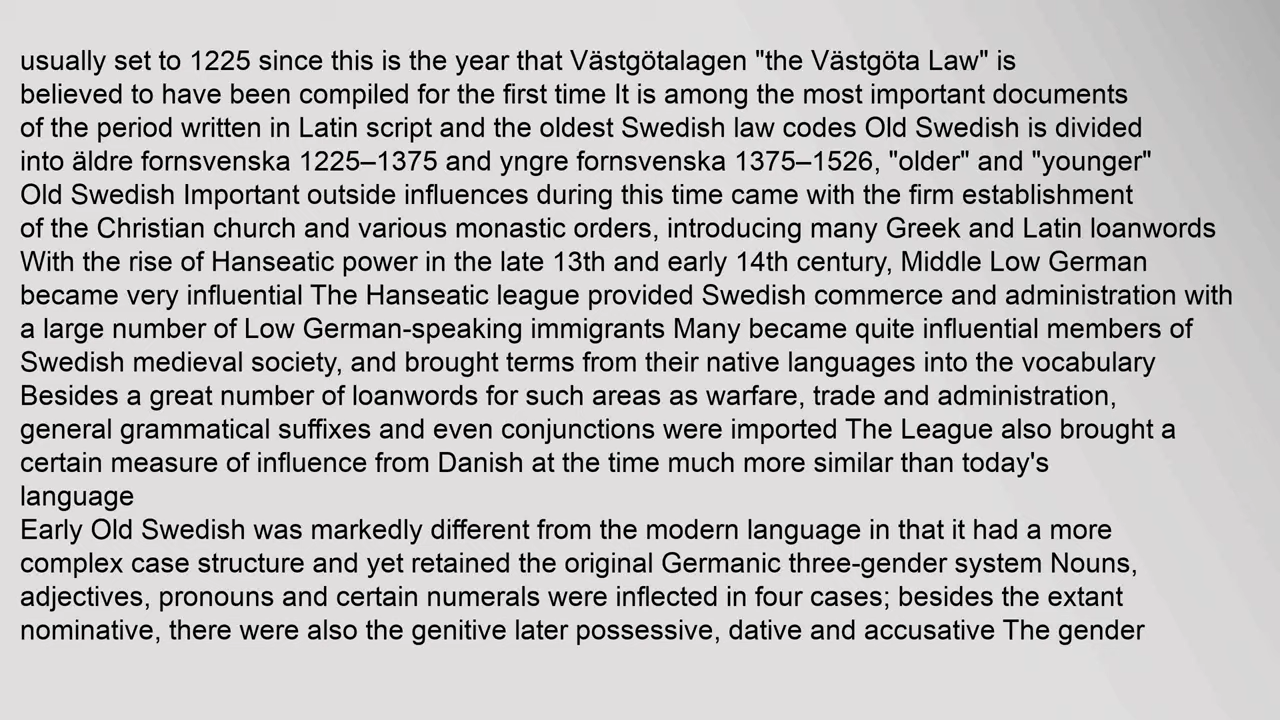 usually set to 1225 since this is the year that Västgötalagen "the Västgöta Law" is
believed to have been compiled for the first time It is among the most important documents
of the period written in Latin script and the oldest Swedish law codes Old Swedish is divided
into äldre fornsvenska 1225–1375 and yngre fornsvenska 1375–1526, "older" and "younger"
Old Swedish Important outside influences during this time came with the firm establishment
of the Christian church and various monastic orders, introducing many Greek and Latin loanwords
With the rise of Hanseatic power in the late 13th and early 14th century, Middle Low German
became very influential The Hanseatic league provided Swedish commerce and administration with
a large number of Low German-speaking immigrants Many became quite influential members of
Swedish medieval society, and brought terms from their native languages into the vocabulary
Besides a great number of loanwords for such areas as warfare, trade and administration,
general grammatical suffixes and even conjunctions were imported The League also brought a
certain measure of influence from Danish at the time much more similar than today's
language
Early Old Swedish was markedly different from the modern language in that it had a more
complex case structure and yet retained the original Germanic three-gender system Nouns,
adjectives, pronouns and certain numerals were inflected in four cases; besides the extant
nominative, there were also the genitive later possessive, dative and accusative The gender